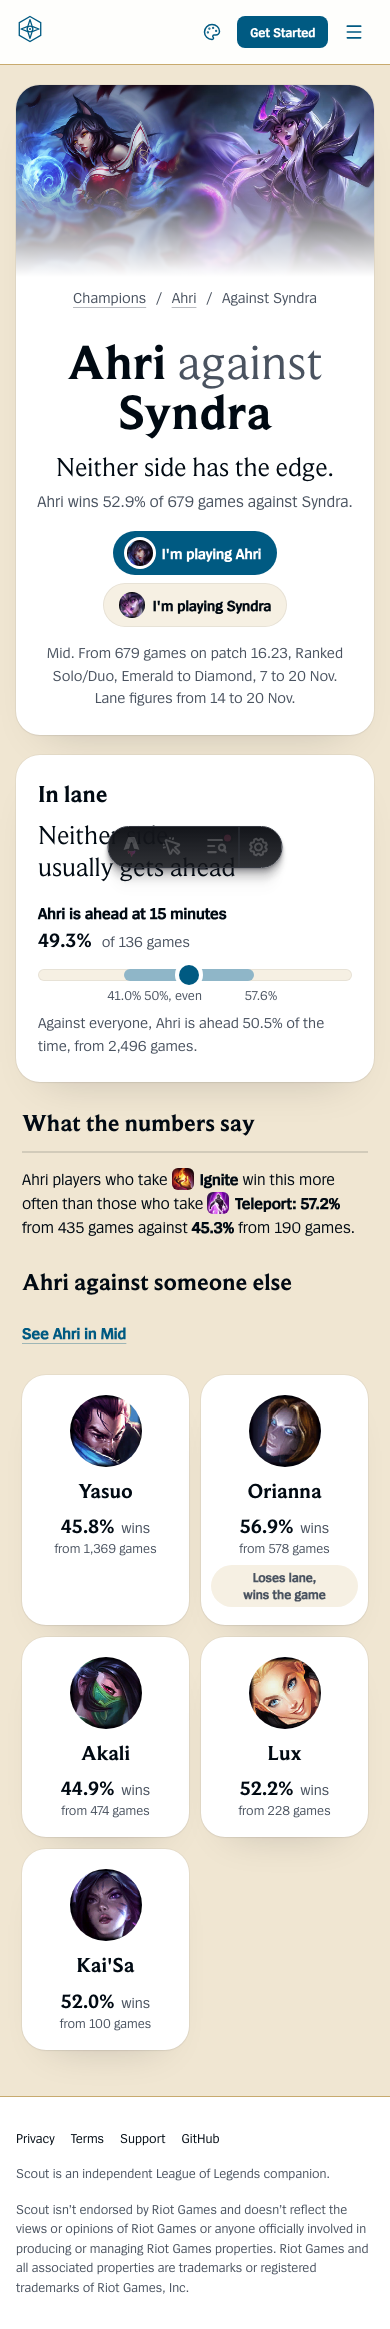 Get Started
Champions / Ahri / Against Syndra
Ahri against
Syndra
Neither side has the edge.
Ahri wins 52.9% of 679 games against Syndra.
I'm playing Ahri
I'm playing Syndra
Mid. From 679 games on patch 16.23, Ranked
Solo/Duo, Emerald to Diamond, 7 to 20 Nov.
Lane figures from 14 to 20 Nov.
In lane
Neither side
usually gets ahead
Ahri is ahead at 15 minutes
49.3% of 136 games
41.0% 50%, even 57.6%
Against everyone, Ahri is ahead 50.5% of the
time, from 2,496 games.
What the numbers say
Ahri players who take Ignite win this more
often than those who take Teleport: 57.2%
from 435 games against 45.3% from 190 games.
Ahri against someone else
See Ahri in Mid
Yasuo
45.8% wins
from 1,369 games
Orianna
56.9% wins
from 578 games
Loses lane,
wins the game
Akali
44.9% wins
from 474 games
Lux
52.2% wins
from 228 games
Kai'Sa
52.0% wins
from 100 games
Privacy Terms Support GitHub
Scout is an independent League of Legends companion.
Scout isn't endorsed by Riot Games and doesn't reflect the
views or opinions of Riot Games or anyone officially involved in
producing or managing Riot Games properties. Riot Games and
all associated properties are trademarks or registered
trademarks of Riot Games, Inc.